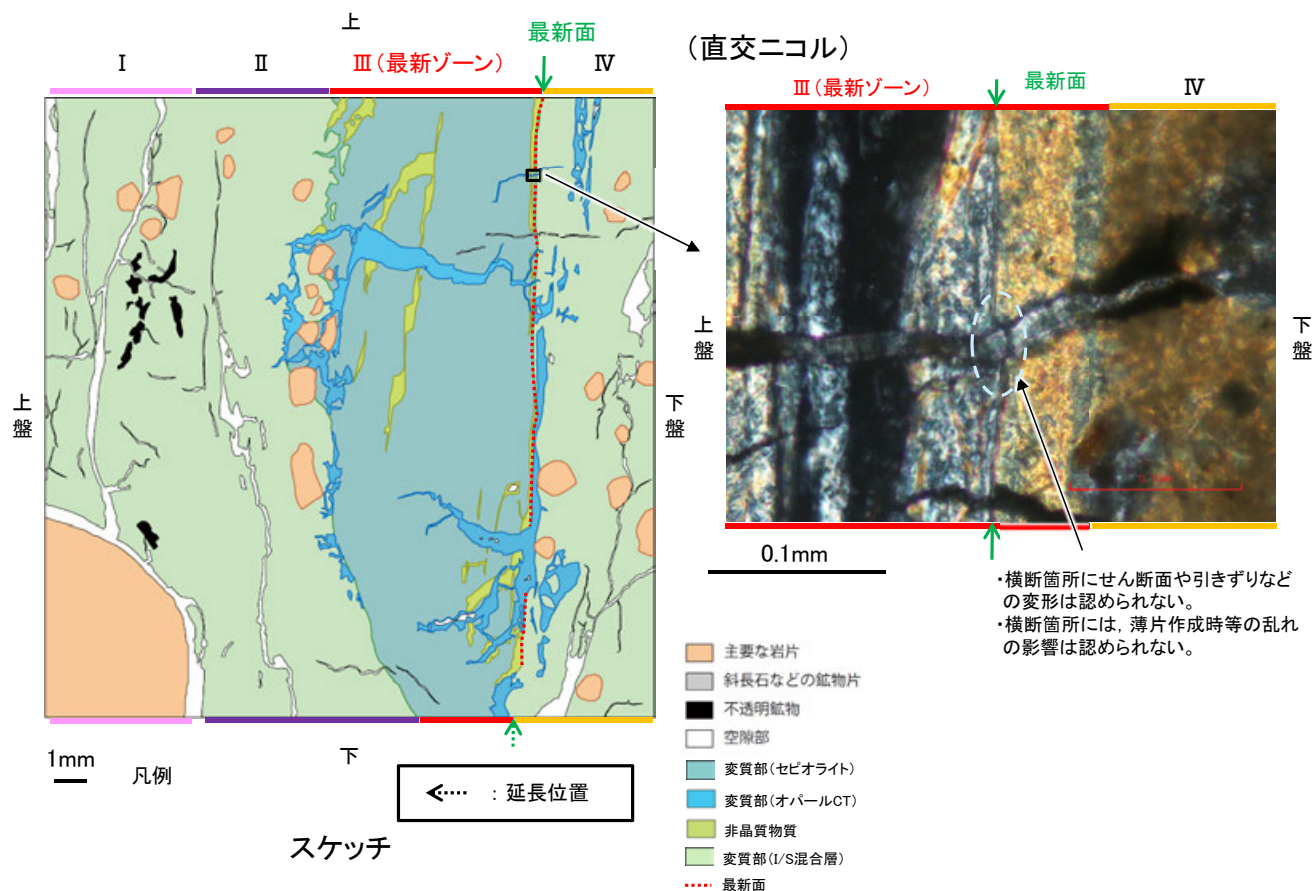 上
最新面
Ⅰ
Ⅱ
Ⅲ(最新ゾーン)
Ⅳ
上盤
下盤
下
1mm
凡例
：延長位置
スケッチ
(直交ニコル)
Ⅲ(最新ゾーン)
最新面
Ⅳ
上盤
下盤
0.1mm
・横断箇所にせん断面や引きずりなど
の変形は認められない。
・横断箇所には，薄片作成時等の乱れ
の影響は認められない。
主要な岩片
斜長石などの鉱物片
不透明鉱物
空隙部
変質部(セピオライト)
変質部(オパールCT)
非晶質物質
変質部(I/S混合層)
最新面